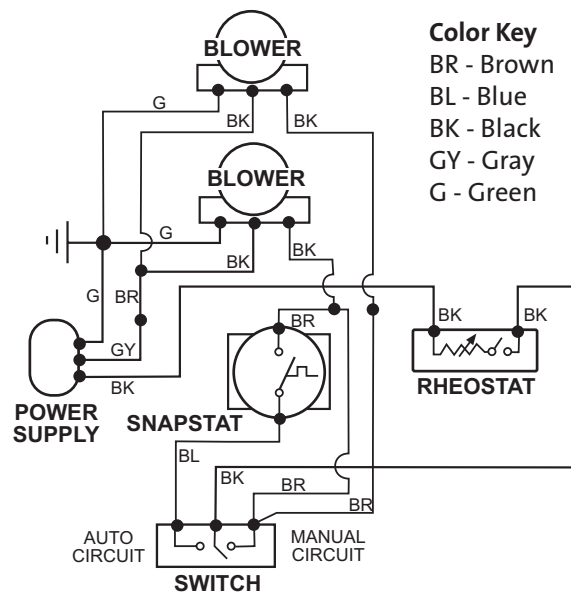 Color Key
BR - Brown
BL - Blue
BK - Black
GY - Gray
G - Green
BLOWER
G
BK
BK
BLOWER
G
BK
BK
G
BR
GY
BK
POWER
SUPPLY
BR
SNAPSTAT
BK
BK
RHEOSTAT
BL
BK
BR
BR
AUTO
CIRCUIT
MANUAL
CIRCUIT
SWITCH